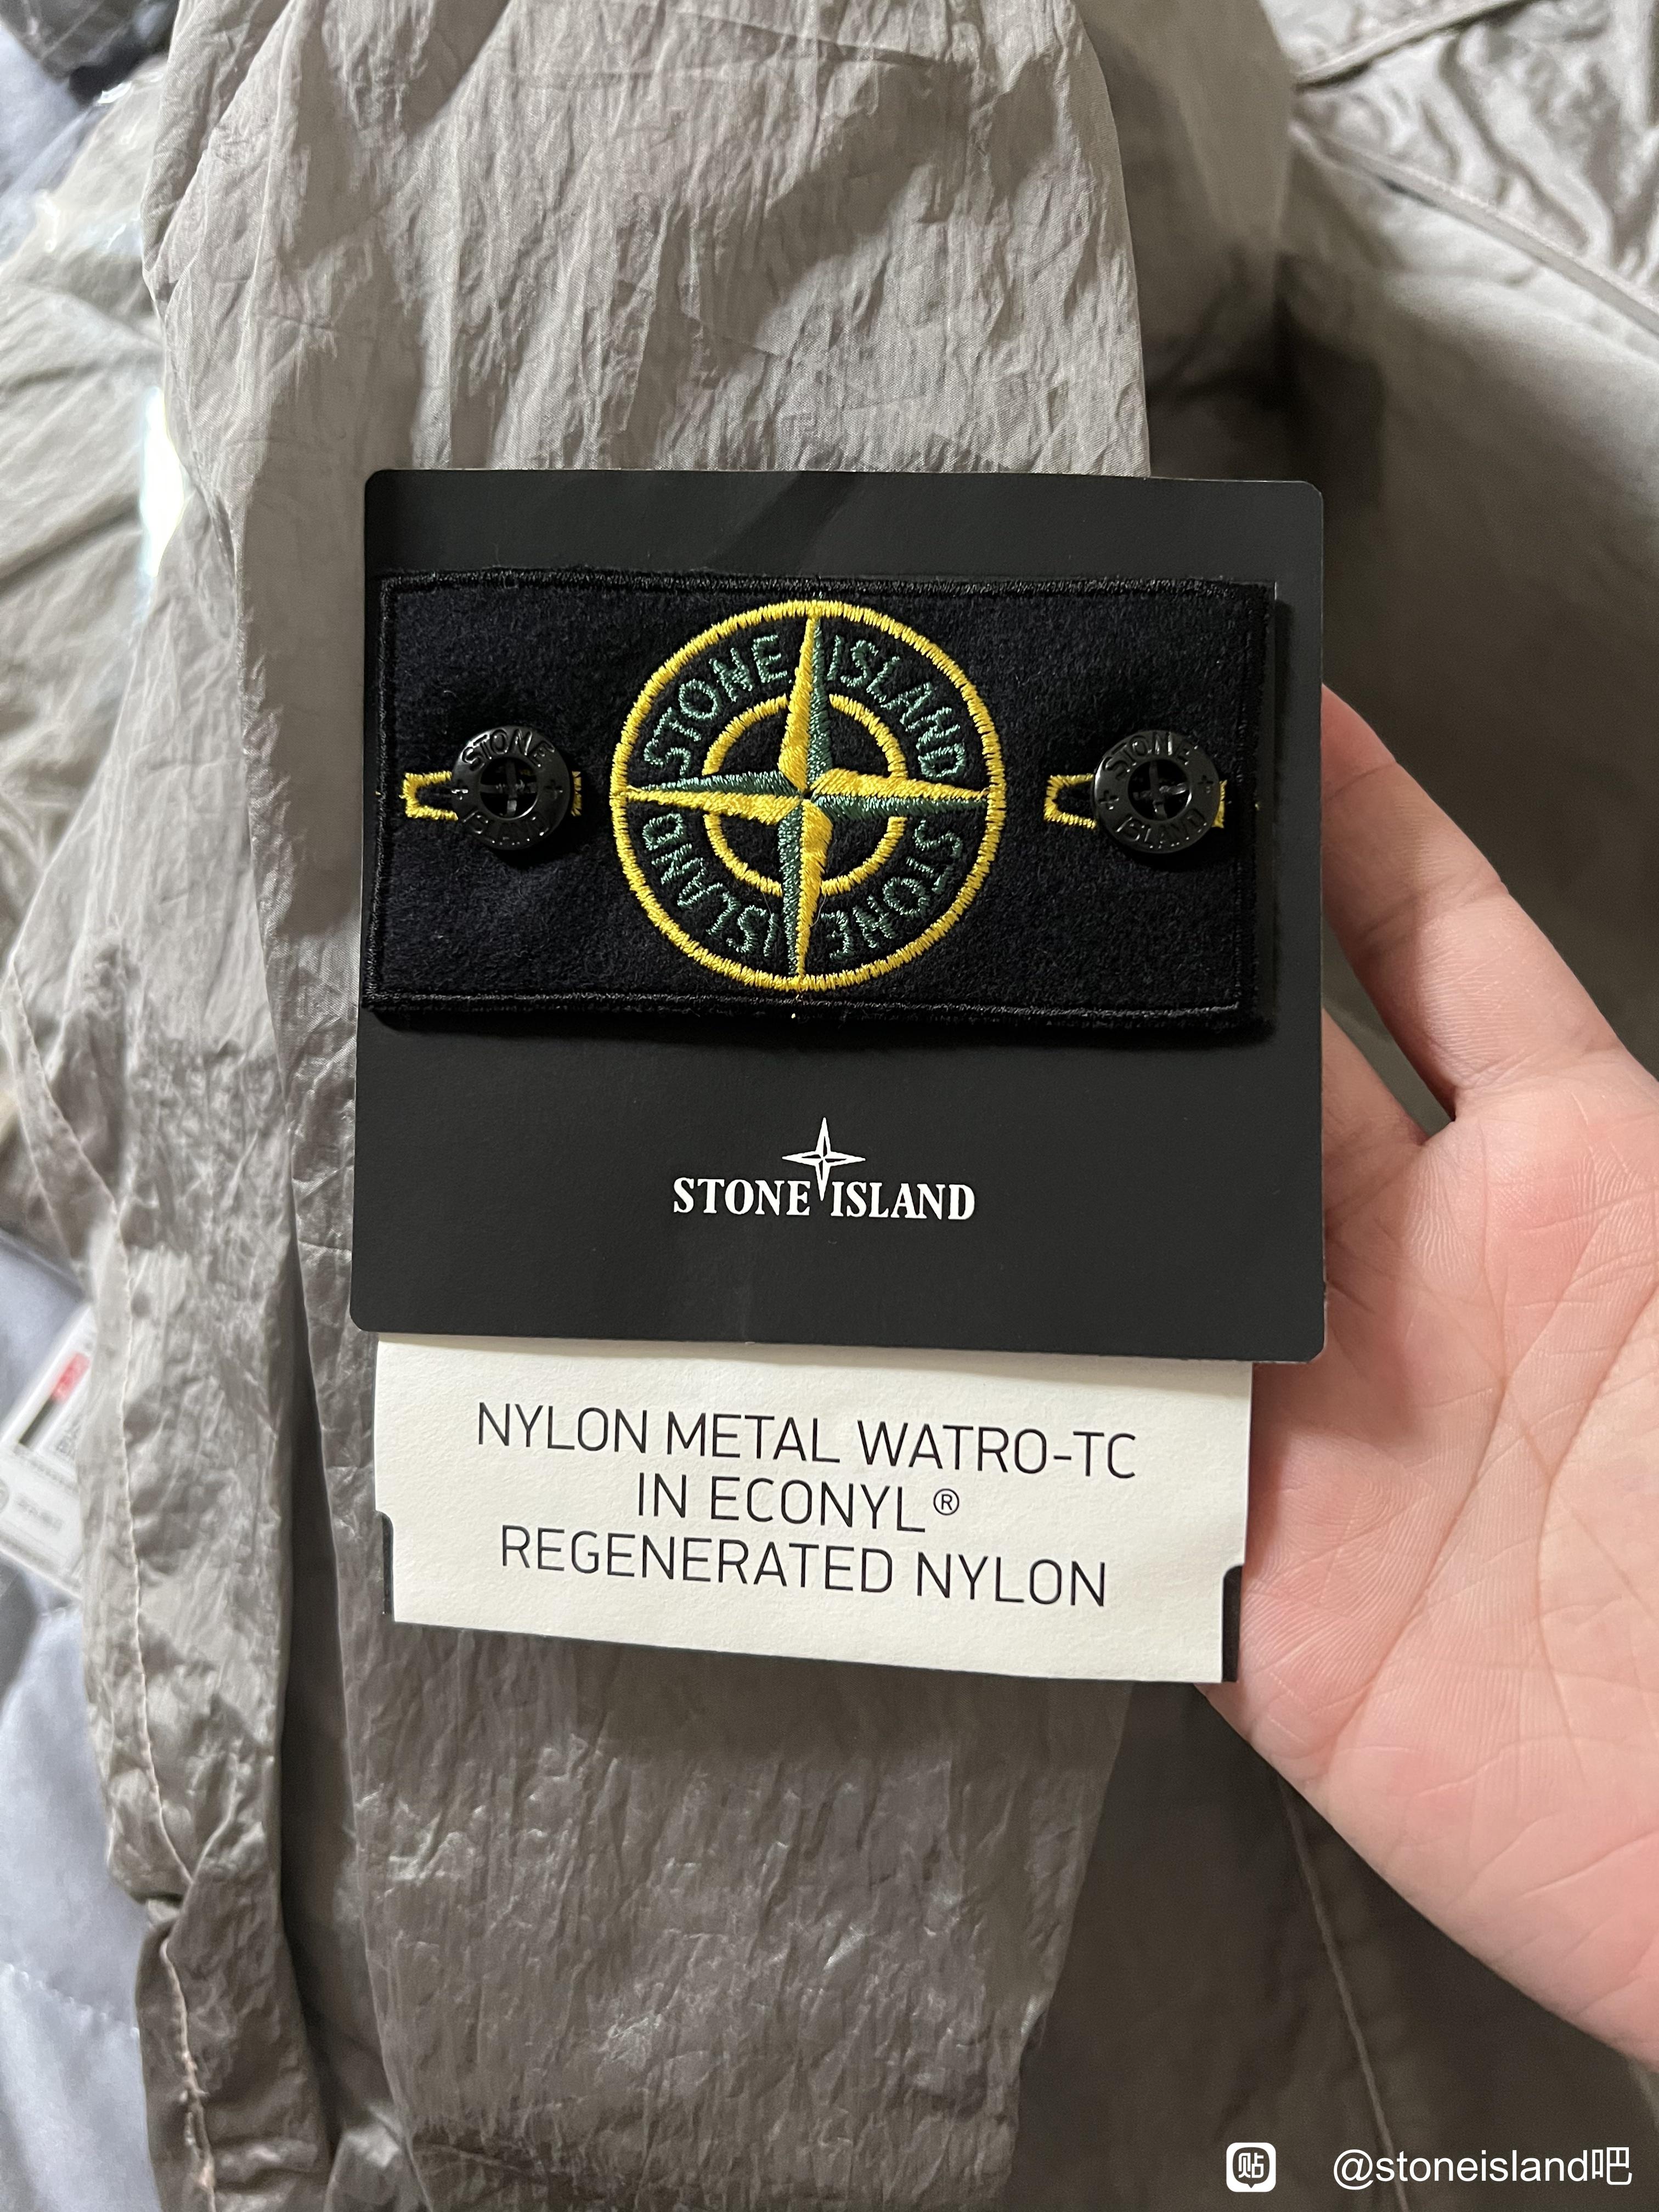 STONE ISLAND
STONE ISLAND
STONE
ISLAND
STONE
ISLAND
STONE ISLAND
NYLON METAL WATRO-TC
IN ECONYL®
REGENERATED NYLON
贴 @stoneisland吧